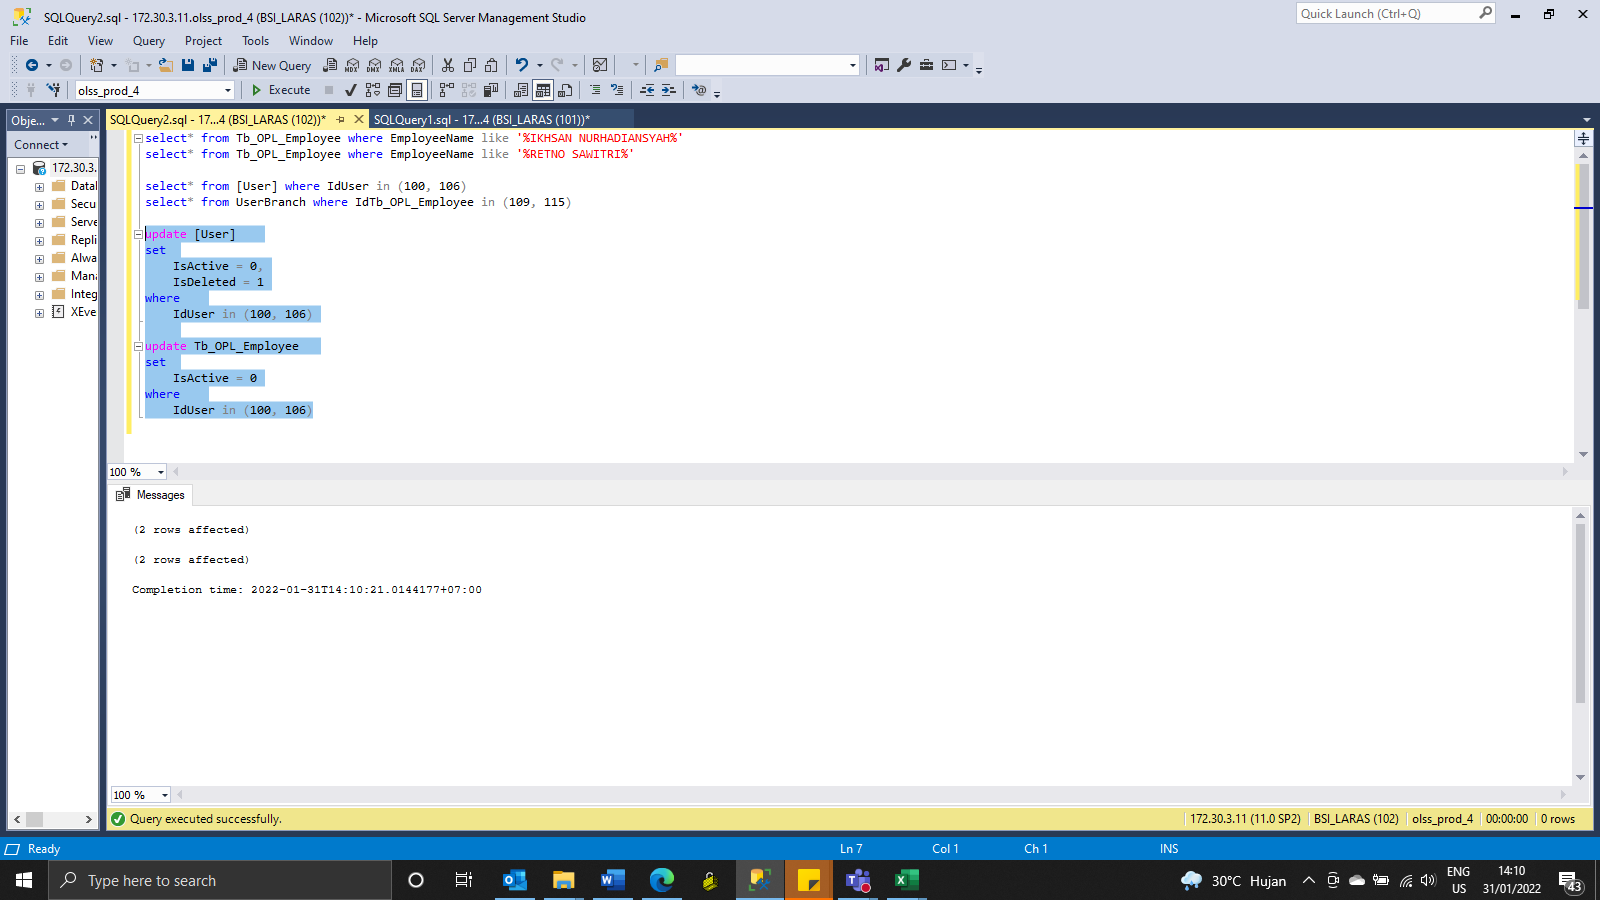 SQLQuery2.sql - 172.30.3.11.olss_prod_4 (BSI_LARAS (102))* - Microsoft SQL Server Management Studio
Quick Launch (Ctrl+Q)
File Edit View Query Project Tools Window Help
New Query
MDX DMX XMLA DAX
olss_prod_4
Execute
Obje...
SQLQuery2.sql - 17...4 (BSI_LARAS (102))*
SQLQuery1.sql - 17...4 (BSI_LARAS (101))*
Connect
172.30.3.
Datal
Secu
Serve
Repli
Alwa
Mana
Integ
XEve
select* from Tb_OPL_Employee where EmployeeName like '%IKHSAN NURHADIANSYAH%'
select* from Tb_OPL_Employee where EmployeeName like '%RETNO SAWITRI%'
select* from [User] where IdUser in (100, 106)
select* from UserBranch where IdTb_OPL_Employee in (109, 115)
update [User]
set
IsActive = 0,
IsDeleted = 1
where
IdUser in (100, 106)
update Tb_OPL_Employee
set
IsActive = 0
where
IdUser in (100, 106)
100 %
Messages
(2 rows affected)
(2 rows affected)
Completion time: 2022-01-31T14:10:21.0144177+07:00
100 %
Query executed successfully.
172.30.3.11 (11.0 SP2)
BSI_LARAS (102)
olss_prod_4
00:00:00
0 rows
Ready
Ln 7
Col 1
Ch 1
INS
Type here to search
30°C Hujan
ENG
US
14:10
31/01/2022
43